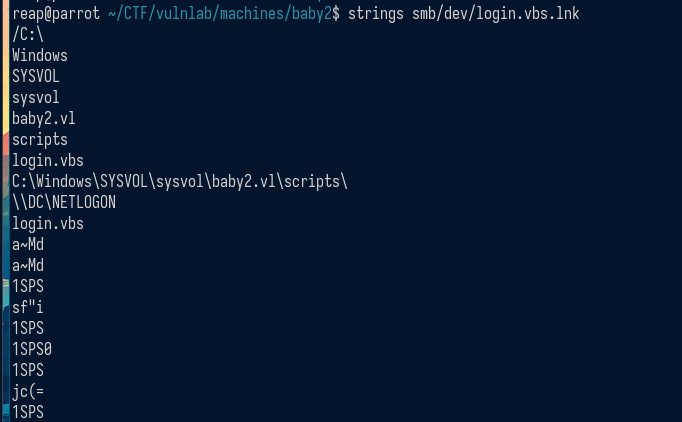 reap@parrot ~/CTF/vulnlab/machines/baby2$ strings smb/dev/login.vbs.lnk
/C:\
Windows
SYSVOL
sysvol
baby2.vl
scripts
login.vbs
C:\Windows\SYSVOL\sysvol\baby2.vl\scripts\
\\DC\NETLOGON
login.vbs
a~Md
a~Md
1SPS
sf"i
1SPS
1SPS0
1SPS
jc(=
1SPS